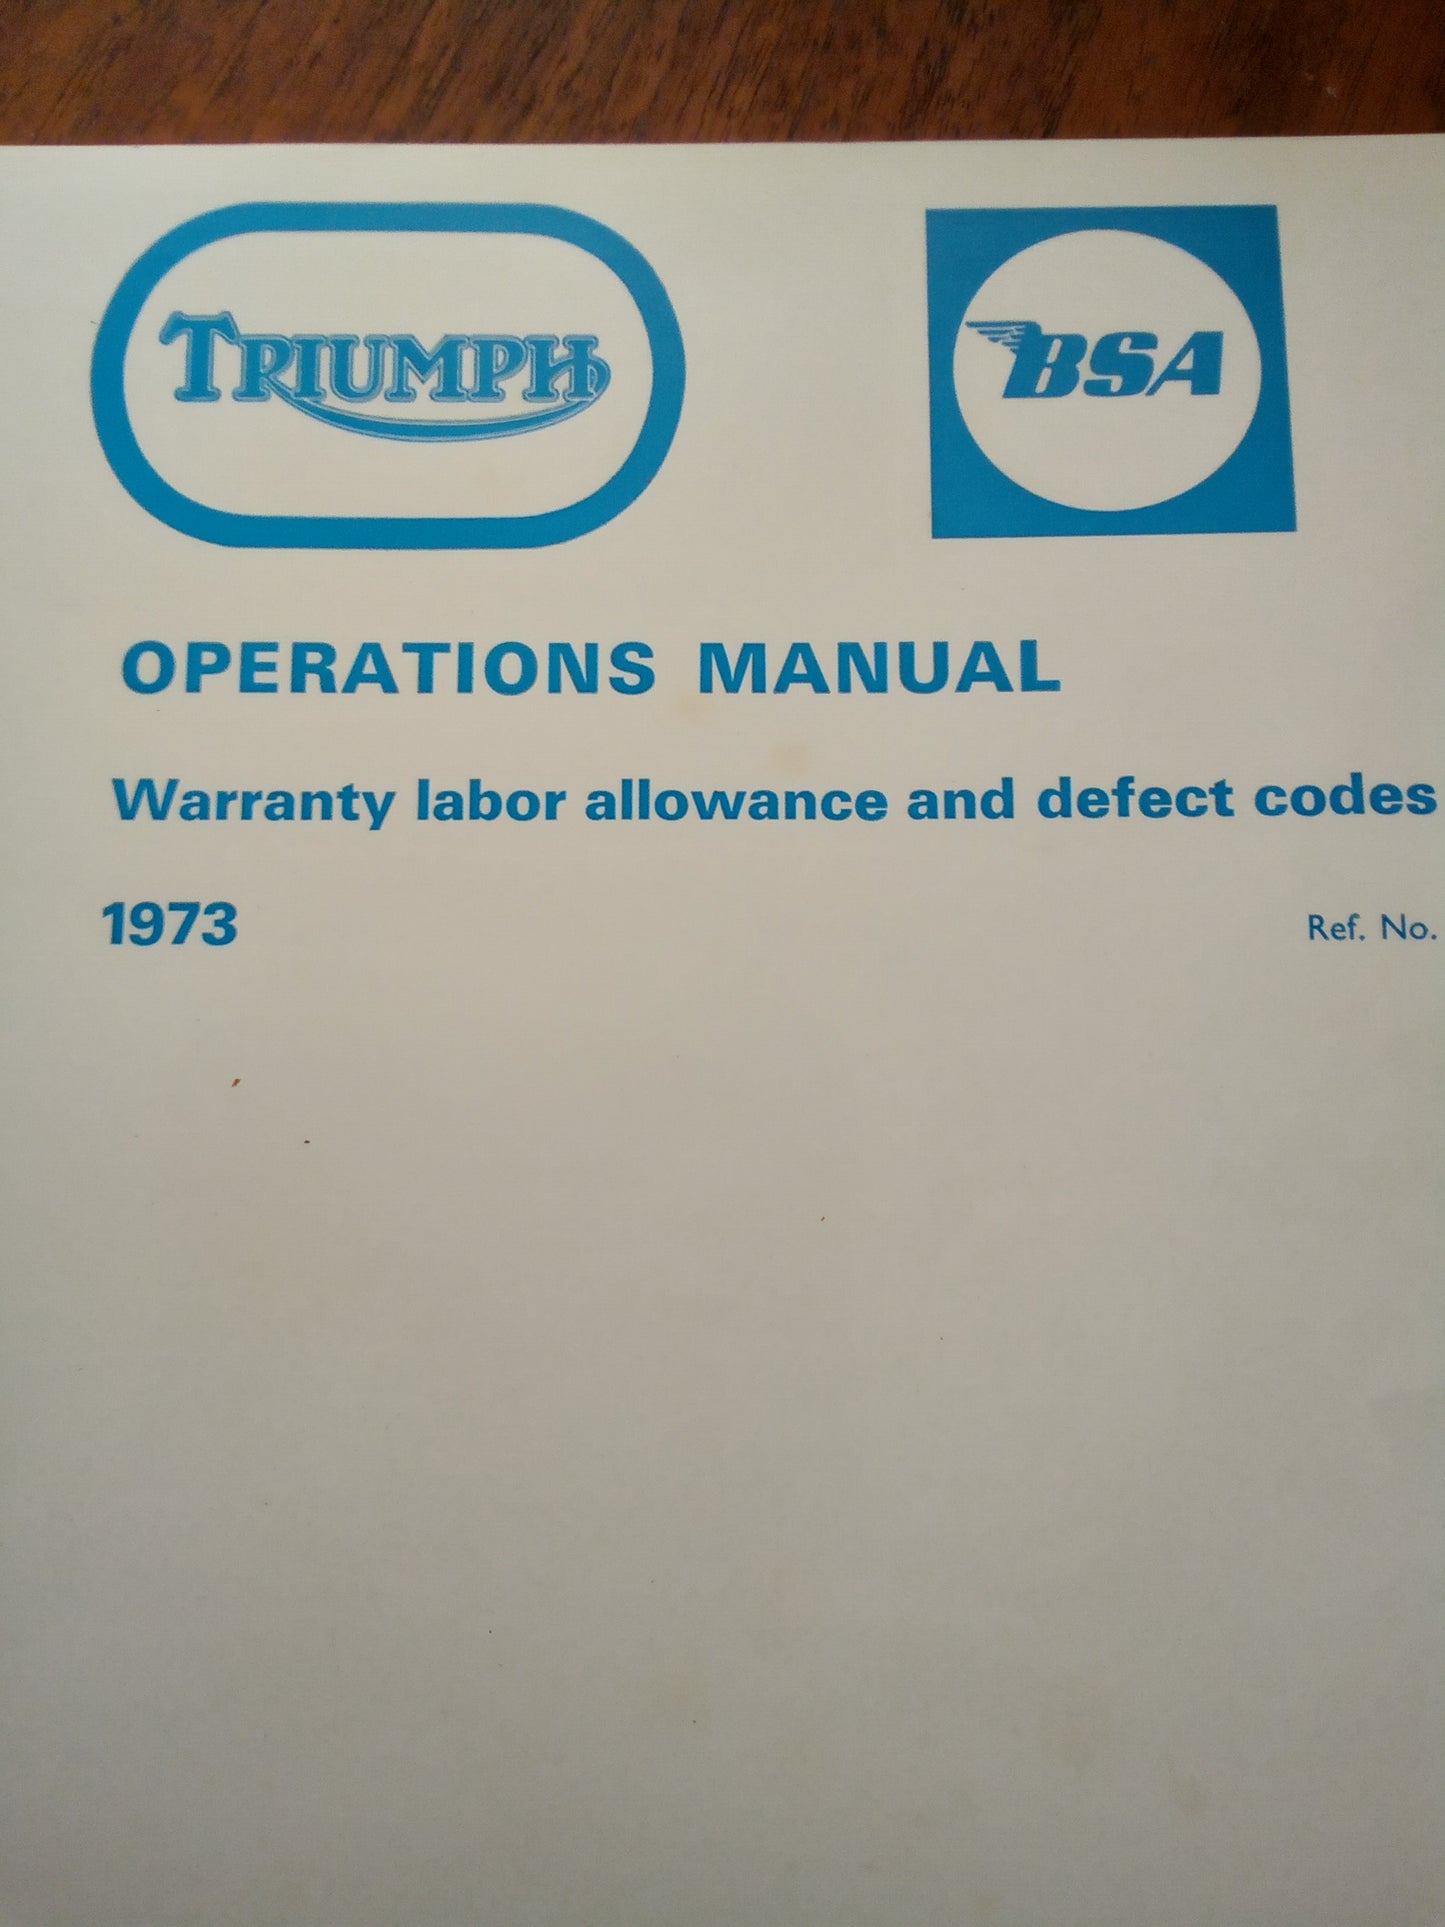 TRIUMPH
BSA
OPERATIONS MANUAL
Warranty labor allowance and defect codes
1973
Ref. No.